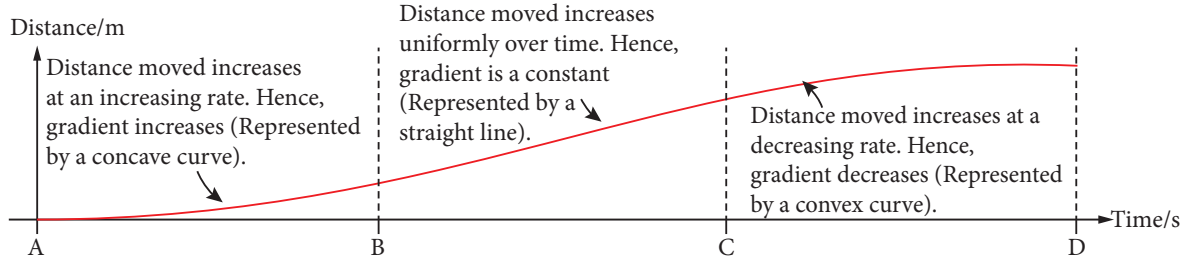 Distance/m
Distance moved increases
at an increasing rate. Hence,
gradient increases (Represented
by a concave curve).
Distance moved increases
uniformly over time. Hence,
gradient is a constant
(Represented by a
straight line).
Distance moved increases at a
decreasing rate. Hence,
gradient decreases (Represented
by a convex curve).
Time/s
A
B
C
D